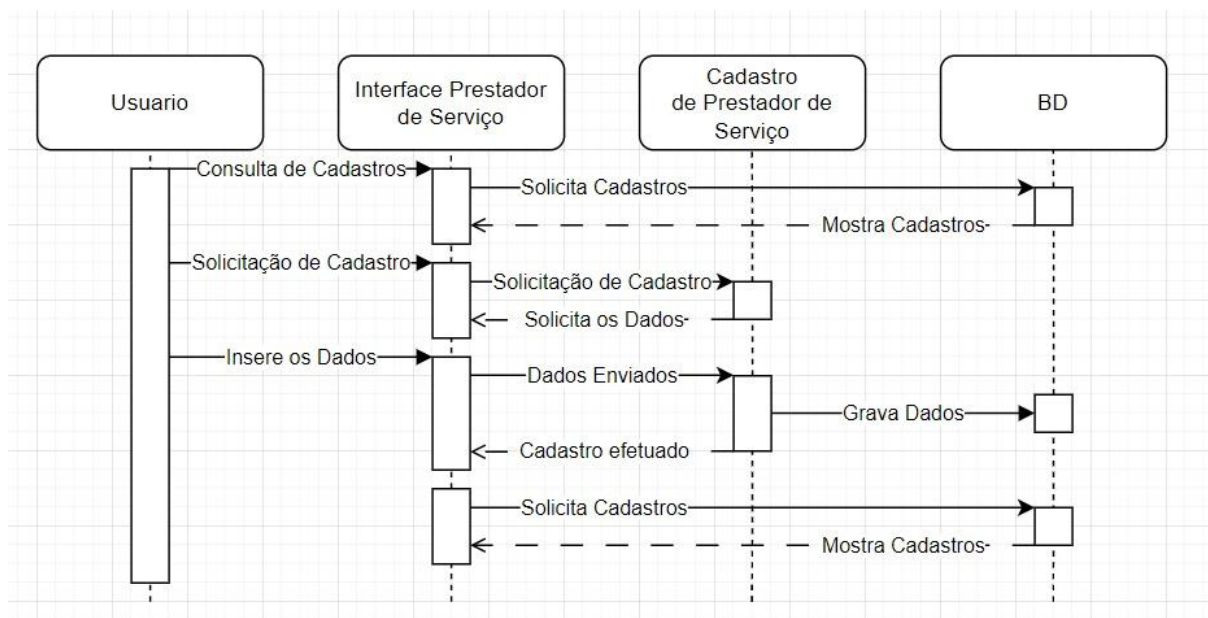 Usuario
Interface Prestador
de Serviço
Cadastro
de Prestador de
Serviço
BD
Consulta de Cadastros
Solicita Cadastros
Mostra Cadastros
Solicitação de Cadastro
Solicitação de Cadastro
Solicita os Dados
Insere os Dados
Dados Enviados
Grava Dados
Cadastro efetuado
Solicita Cadastros
Mostra Cadastros